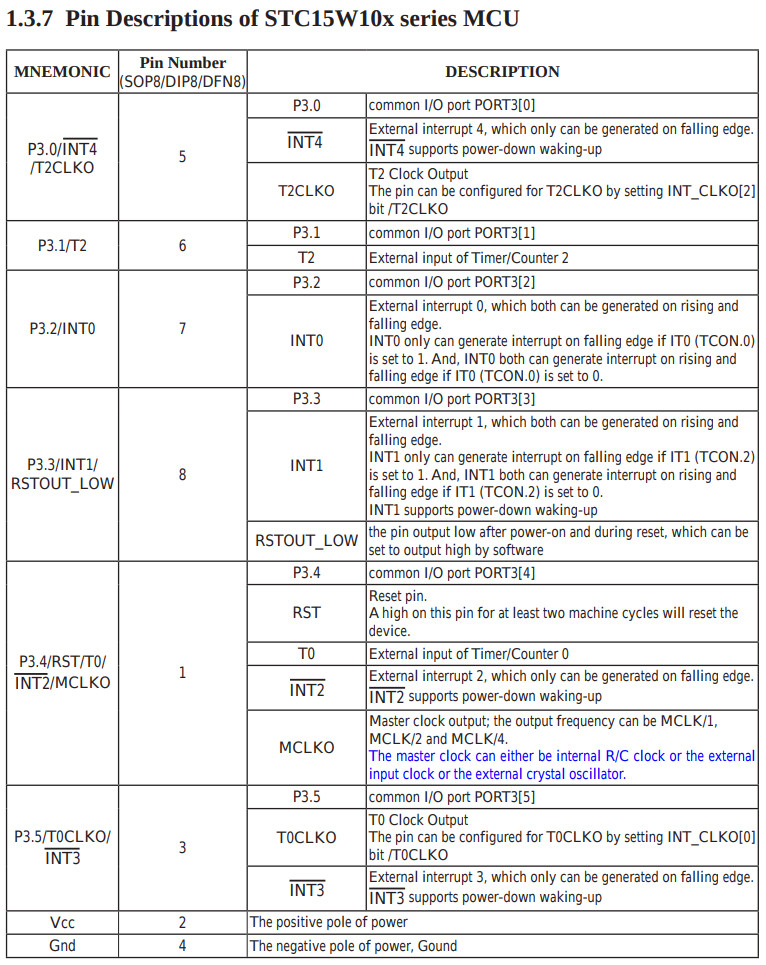 1.3.7 Pin Descriptions of STC15W10x series MCU
MNEMONIC
Pin Number
(SOP8/DIP8/DFN8)
DESCRIPTION
P3.0/INT4
/T2CLKO
5
P3.0
common I/O port PORT3[0]
INT4
External interrupt 4, which only can be generated on falling edge.
INT4 supports power-down waking-up
T2CLKO
T2 Clock Output
The pin can be configured for T2CLKO by setting INT_CLKO[2]
bit /T2CLKO
P3.1/T2
6
P3.1
common I/O port PORT3[1]
T2
External input of Timer/Counter 2
P3.2/INT0
7
P3.2
common I/O port PORT3[2]
INT0
External interrupt 0, which both can be generated on rising and
falling edge.
INT0 only can generate interrupt on falling edge if IT0 (TCON.0)
is set to 1. And, INT0 both can generate interrupt on rising and
falling edge if IT0 (TCON.0) is set to 0.
P3.3/INT1/
RSTOUT_LOW
8
P3.3
common I/O port PORT3[3]
INT1
External interrupt 1, which both can be generated on rising and
falling edge.
INT1 only can generate interrupt on falling edge if IT1 (TCON.2)
is set to 1. And, INT1 both can generate interrupt on rising and
falling edge if IT1 (TCON.2) is set to 0.
INT1 supports power-down waking-up
RSTOUT_LOW
the pin output low after power-on and during reset, which can be
set to output high by software
P3.4/RST/T0/
INT2/MCLKO
1
P3.4
common I/O port PORT3[4]
RST
Reset pin.
A high on this pin for at least two machine cycles will reset the
device.
T0
External input of Timer/Counter 0
INT2
External interrupt 2, which only can be generated on falling edge.
INT2 supports power-down waking-up
MCLKO
Master clock output; the output frequency can be MCLK/1,
MCLK/2 and MCLK/4.
The master clock can either be internal R/C clock or the external
input clock or the external crystal oscillator.
P3.5/T0CLKO/
INT3
3
P3.5
common I/O port PORT3[5]
T0CLKO
T0 Clock Output
The pin can be configured for T0CLKO by setting INT_CLKO[0]
bit /T0CLKO
INT3
External interrupt 3, which only can be generated on falling edge.
INT3 supports power-down waking-up
Vcc
2
The positive pole of power
Gnd
4
The negative pole of power, Gound